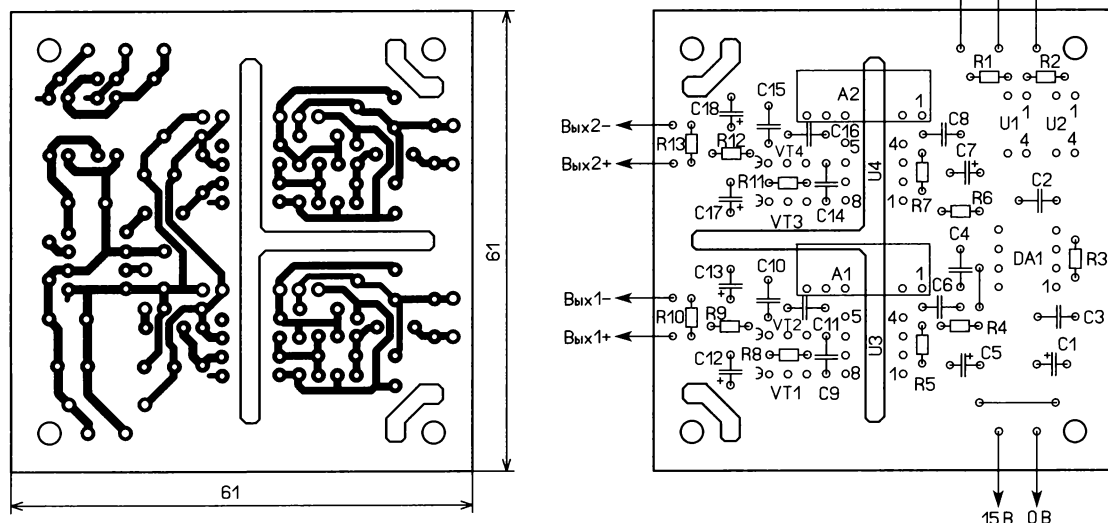 61
61
R1
R2
C15
C18
A2
1
C16
C8
1
1
U1
U2
4
4
Вых2-
R13
R12
VT4
5
4
U4
Вых2+
R11
C7
C17
C14
8
1
R7
R6
C2
VT3
C4
DA1
R3
1
C13
C10
A1
1
C6
C3
Вых1-
R10
R9
VT2
C11
5
4
R4
U3
Вых1+
R8
C12
C9
8
1
R5
C5
C1
VT1
15 В
0 В